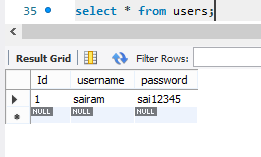 35 select * from users;
Result Grid Filter Rows:
Id username password
1 sairam sai12345
NULL NULL NULL